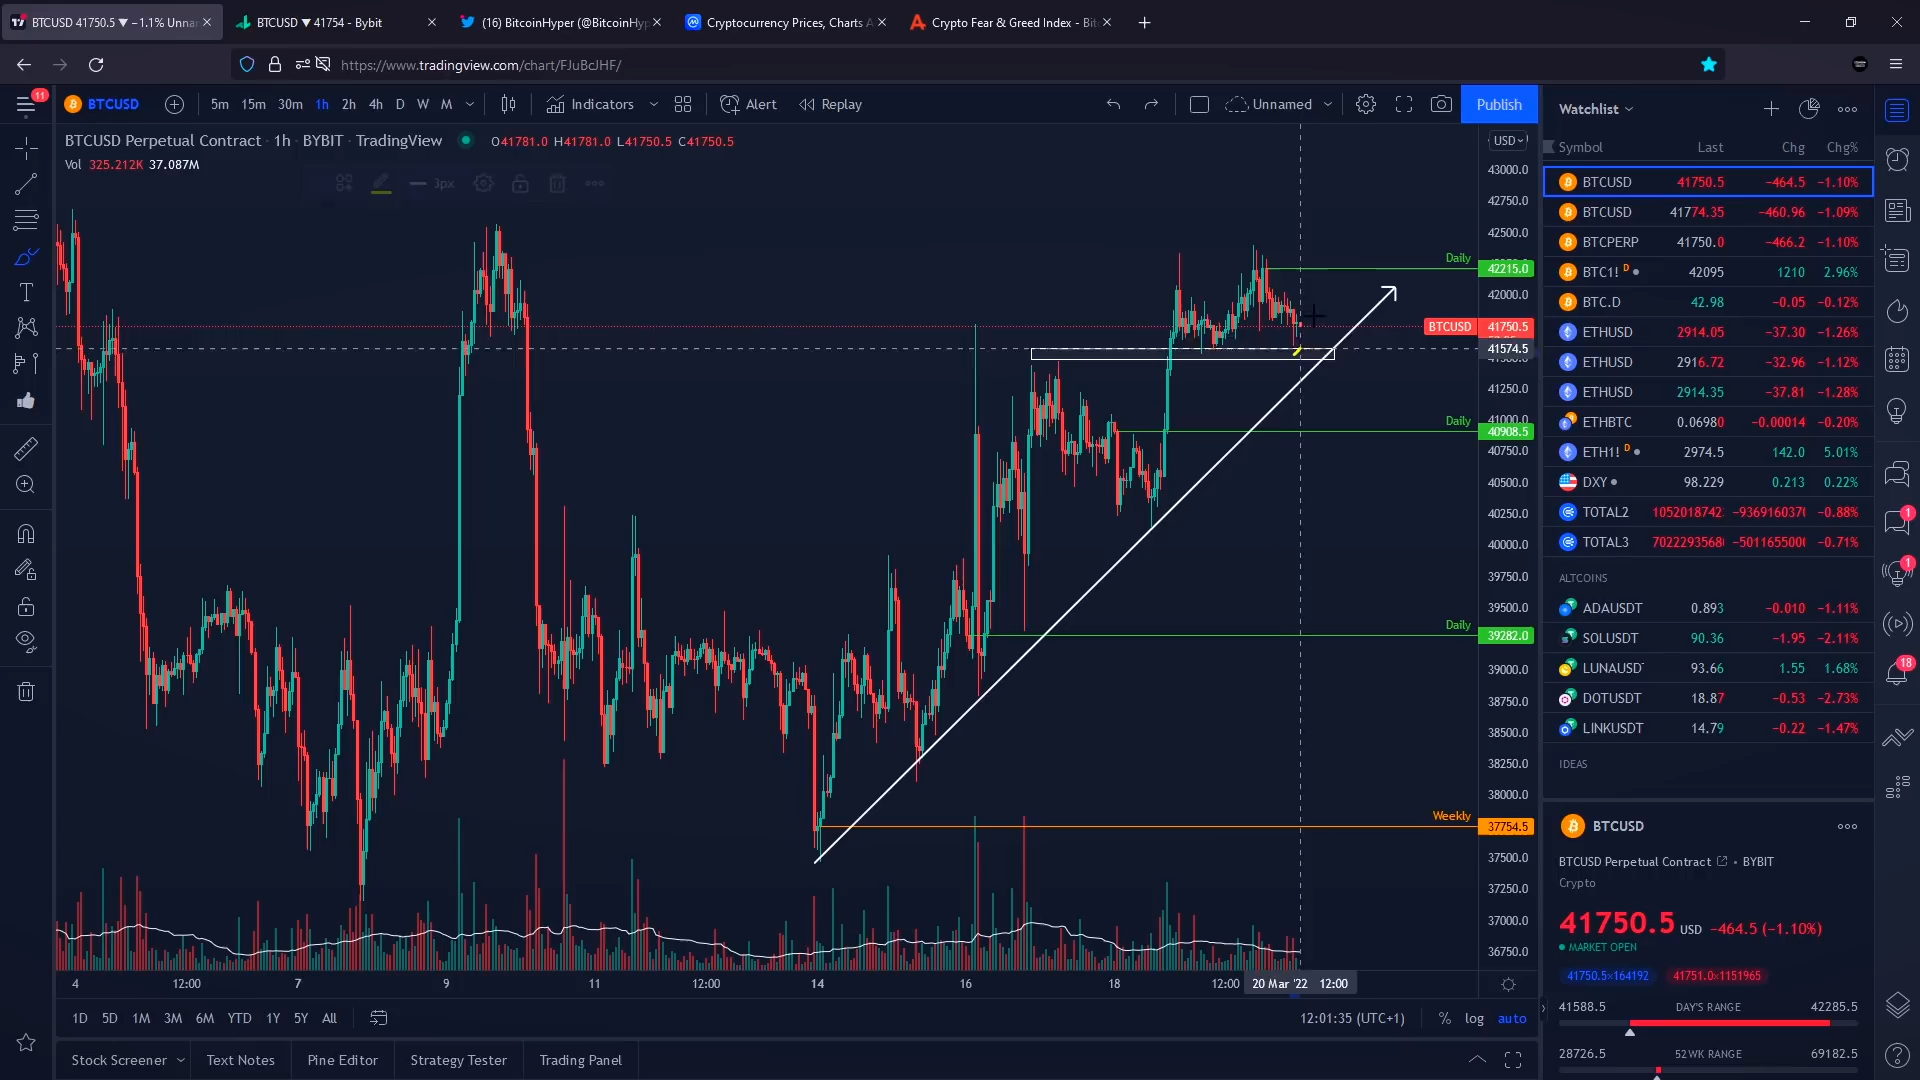 BTCUSD 41750.5 ▼ −1.1% Unna
BTCUSD ▼ 41754 - Bybit
(16) BitcoinHyper (@BitcoinHyp
Cryptocurrency Prices, Charts A
Crypto Fear & Greed Index - Bit
https://www.tradingview.com/chart/FJuBcJHF/
11
BTCUSD
5m 15m 30m 1h 2h 4h D W M
Indicators
Alert
Replay
Unnamed
Publish
BTCUSD Perpetual Contract · 1h · BYBIT · TradingView
O41781.0 H41781.0 L41750.5 C41750.5
Vol 325.212K 37.087M
3px
USD
43000.0
42750.0
42500.0
Daily 42215.0
42000.0
BTCUSD 41750.5
41574.5
41250.0
41000.0
Daily 40908.5
40750.0
40500.0
40250.0
40000.0
39750.0
39500.0
Daily 39282.0
39000.0
38750.0
38500.0
38250.0
38000.0
Weekly 37754.5
37500.0
37250.0
37000.0
36750.0
4 12:00 7 9 11 12:00 14 16 18 12:00 20 Mar '22 12:00
1D 5D 1M 3M 6M YTD 1Y 5Y All
12:01:35 (UTC+1) % log auto
Stock Screener Text Notes Pine Editor Strategy Tester Trading Panel
Watchlist
Symbol Last Chg Chg%
BTCUSD 41750.5 −464.5 −1.10%
BTCUSD 41774.35 −460.96 −1.09%
BTCPERP 41750.0 −466.2 −1.10%
BTC1! D 42095 1210 2.96%
BTC.D 42.98 −0.05 −0.12%
ETHUSD 2914.05 −37.30 −1.26%
ETHUSD 2916.72 −32.96 −1.12%
ETHUSD 2914.35 −37.81 −1.28%
ETHBTC 0.06980 −0.00014 −0.20%
ETH1! D 2974.5 142.0 5.01%
DXY 98.229 0.213 0.22%
TOTAL2 1052018742 −936916037 −0.88%
TOTAL3 7022293568 −501165500 −0.71%
ALTCOINS
ADAUSDT 0.893 −0.010 −1.11%
SOLUSDT 90.36 −1.95 −2.11%
LUNAUSD 93.66 1.55 1.68%
DOTUSDT 18.87 −0.53 −2.73%
LINKUSDT 14.79 −0.22 −1.47%
IDEAS
BTCUSD
BTCUSD Perpetual Contract • BYBIT
Crypto
41750.5 USD −464.5 (−1.10%)
MARKET OPEN
41750.5×164192 41751.0×1151965
41588.5 DAY'S RANGE 42285.5
28726.5 52WK RANGE 69182.5
1
1
18